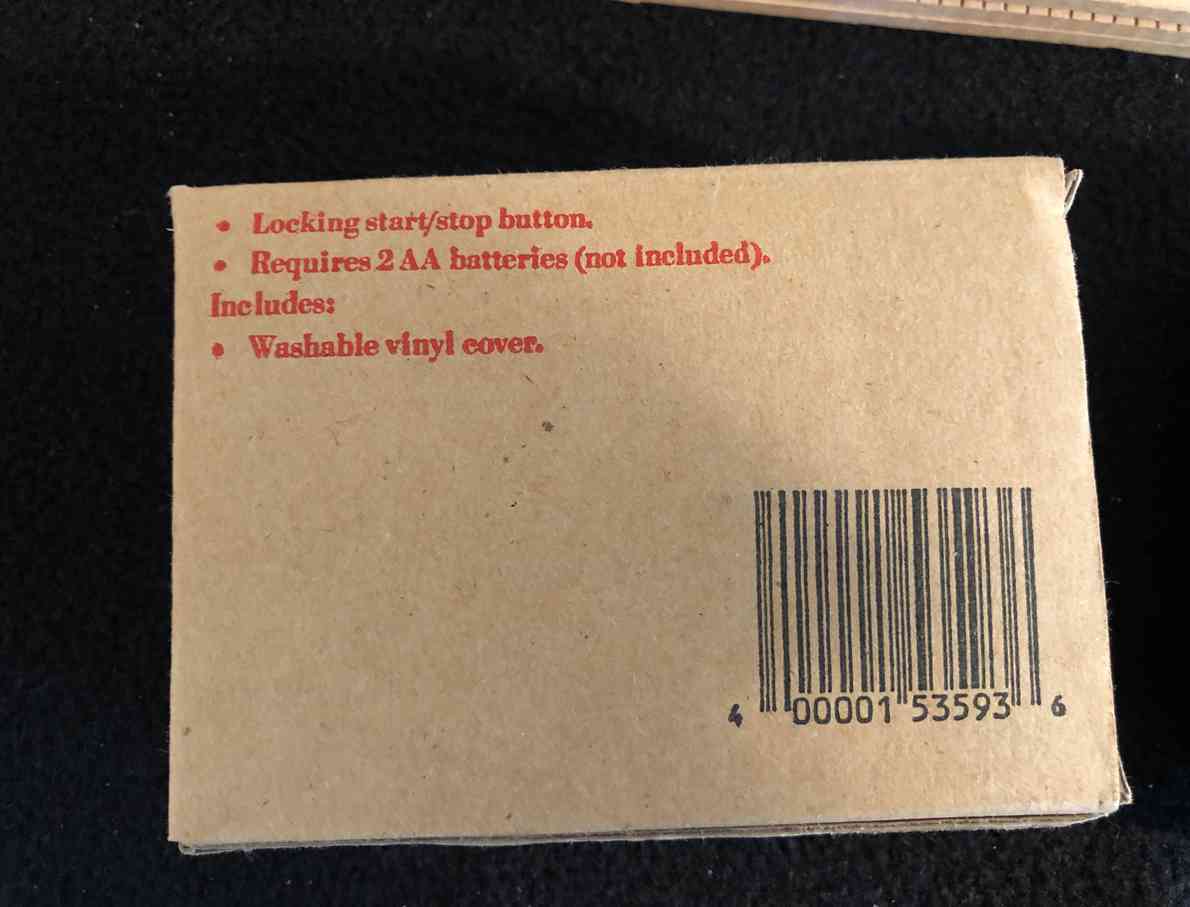 • Locking start/stop button.
• Requires 2 AA batteries (not included).
Includes:
• Washable vinyl cover.
4 00001 53593 6